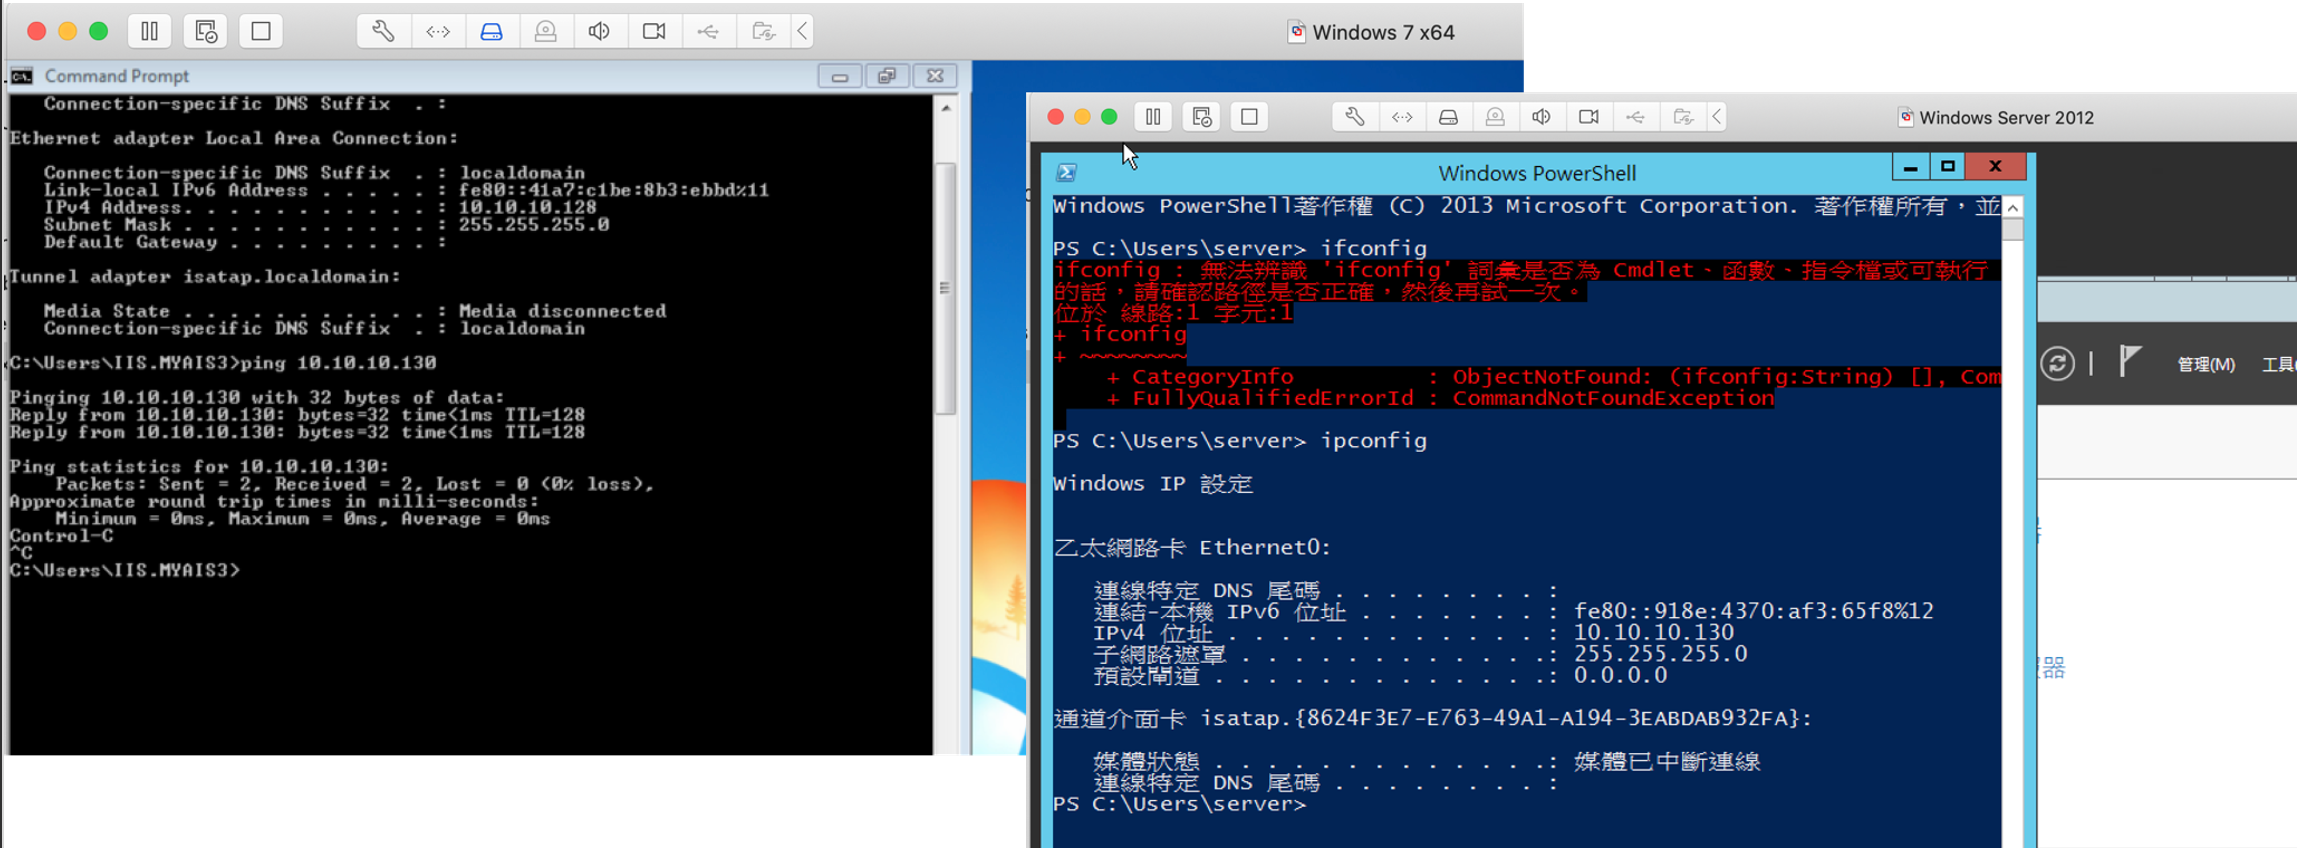 Windows 7 x64
Command Prompt
Connection-specific DNS Suffix  . :
Ethernet adapter Local Area Connection:
Connection-specific DNS Suffix  . : localdomain
Link-local IPv6 Address . . . . . : fe80::41a7:c1be:8b3:ebbd%11
IPv4 Address. . . . . . . . . . . : 10.10.10.128
Subnet Mask . . . . . . . . . . . : 255.255.255.0
Default Gateway . . . . . . . . . :
Tunnel adapter isatap.localdomain:
Media State . . . . . . . . . . . : Media disconnected
Connection-specific DNS Suffix  . : localdomain
C:\Users\IIS.MYAIS3>ping 10.10.10.130
Pinging 10.10.10.130 with 32 bytes of data:
Reply from 10.10.10.130: bytes=32 time<1ms TTL=128
Reply from 10.10.10.130: bytes=32 time<1ms TTL=128
Ping statistics for 10.10.10.130:
Packets: Sent = 2, Received = 2, Lost = 0 (0% loss),
Approximate round trip times in milli-seconds:
Minimum = 0ms, Maximum = 0ms, Average = 0ms
Control-C
^C
C:\Users\IIS.MYAIS3>
Windows Server 2012
Windows PowerShell
Windows PowerShell著作權 (C) 2013 Microsoft Corporation. 著作權所有，並
PS C:\Users\server> ifconfig
ifconfig : 無法辨識 'ifconfig' 詞彙是否為 Cmdlet、函數、指令檔或可執行
的話，請確認路徑是否正確，然後再試一次。
位於 線路:1 字元:1
+ ifconfig
+ ~~~~~~~~
+ CategoryInfo          : ObjectNotFound: (ifconfig:String) [], Com
+ FullyQualifiedErrorId : CommandNotFoundException
PS C:\Users\server> ipconfig
Windows IP 設定
乙太網路卡 Ethernet0:
連線特定 DNS 尾碼 . . . . . . . . :
連結-本機 IPv6 位址 . . . . . . . : fe80::918e:4370:af3:65f8%12
IPv4 位址 . . . . . . . . . . . . : 10.10.10.130
子網路遮罩 . . . . . . . . . . . .: 255.255.255.0
預設閘道 . . . . . . . . . . . . .: 0.0.0.0
通道介面卡 isatap.{8624F3E7-E763-49A1-A194-3EABDAB932FA}:
媒體狀態 . . . . . . . . . . . . .: 媒體已中斷連線
連線特定 DNS 尾碼 . . . . . . . . :
PS C:\Users\server>
管理(M)
工具
器